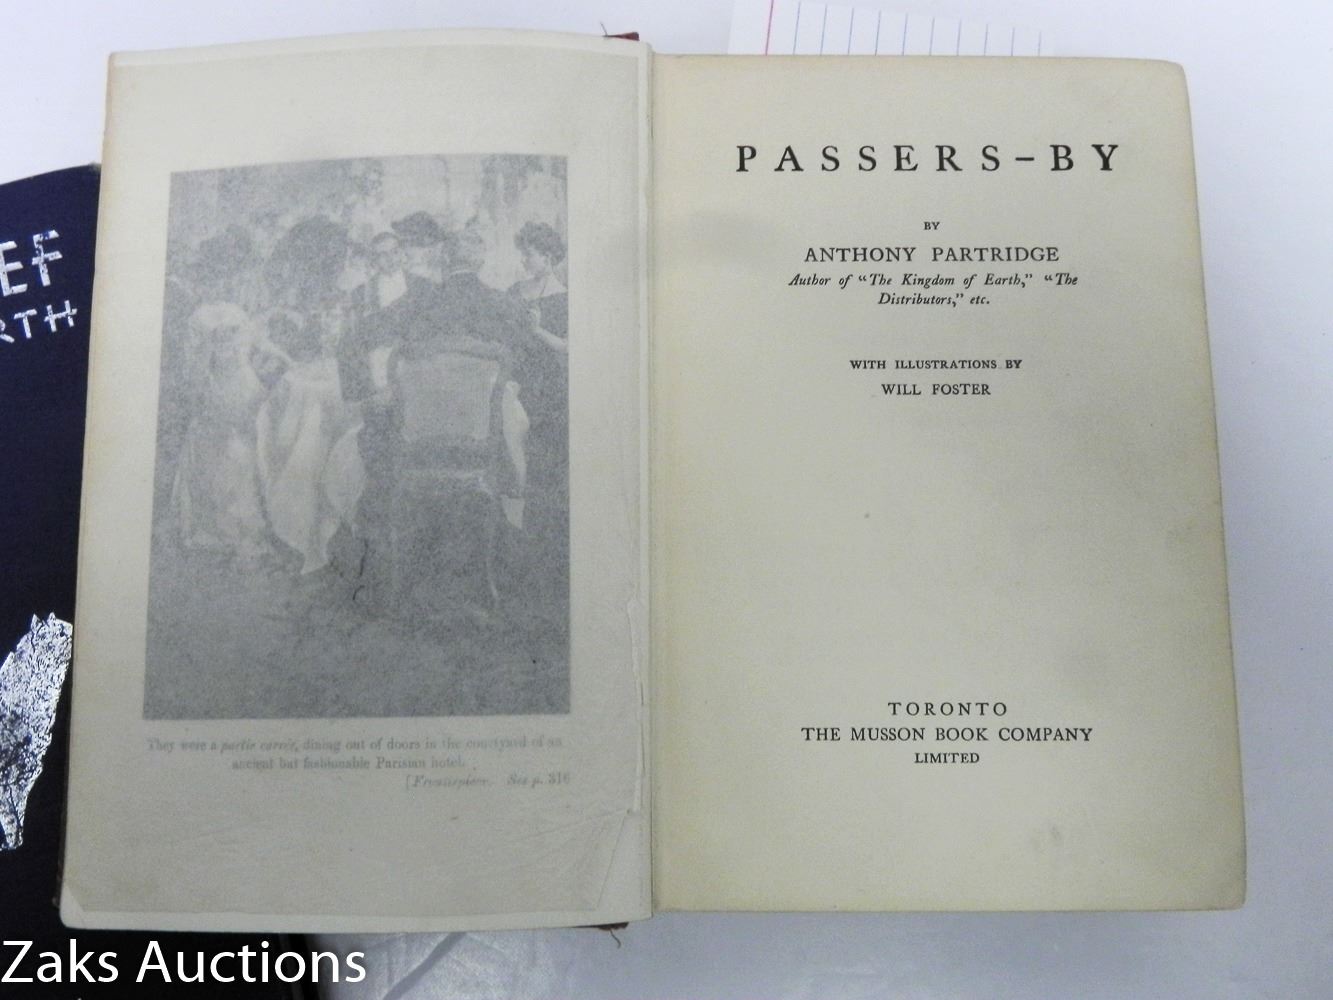 EF
RTH
They were a partie carrée, dining out of doors in the courtyard of an
ancient but fashionable Parisian hotel.
[Frontispiece. See p. 316
PASSERS-BY
BY
ANTHONY PARTRIDGE
Author of "The Kingdom of Earth," "The
Distributors," etc.
WITH ILLUSTRATIONS BY
WILL FOSTER
TORONTO
THE MUSSON BOOK COMPANY
LIMITED
Zaks Auctions